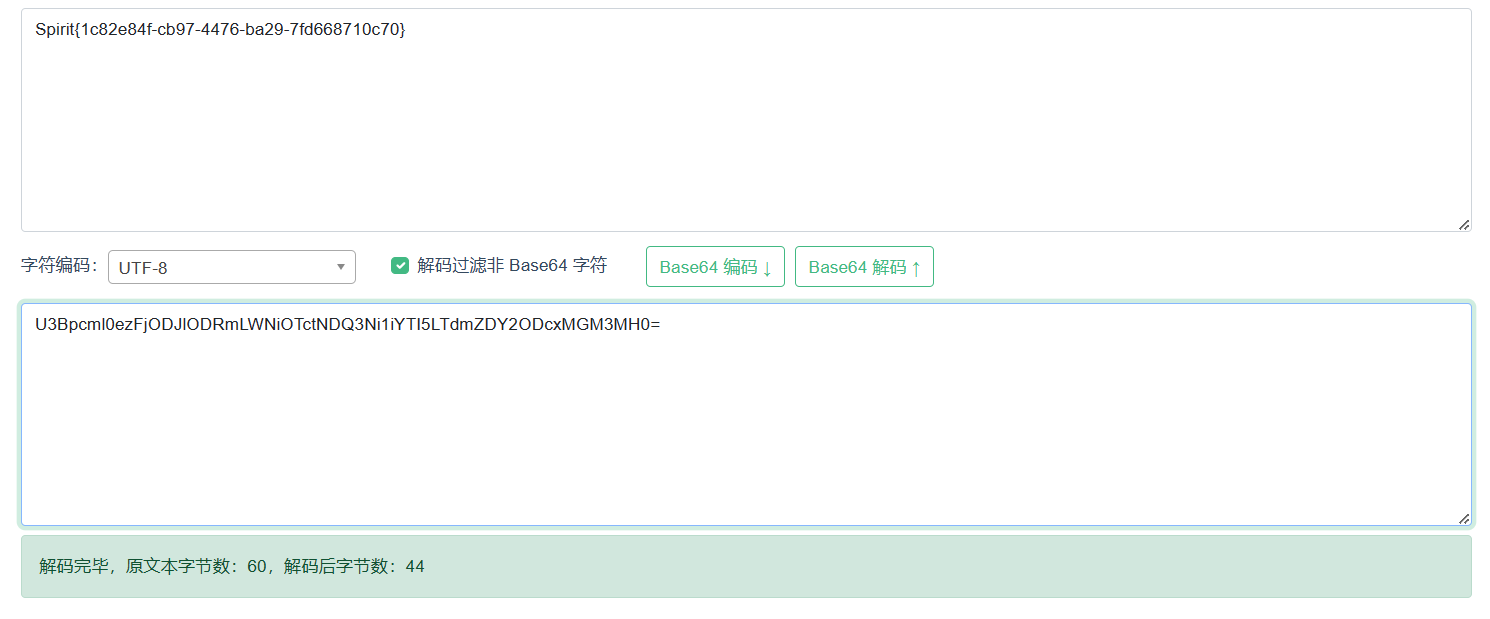 Spirit{1c82e84f-cb97-4476-ba29-7fd668710c70}
字符编码： UTF-8 解码过滤非 Base64 字符 Base64 编码↓ Base64 解码↑
U3Bpcml0ezFjODJlODRmLWNiOTctNDQ3Ni1iYTI5LTdmZDY2ODcxMGM3MH0=
解码完毕，原文本字节数：60，解码后字节数：44